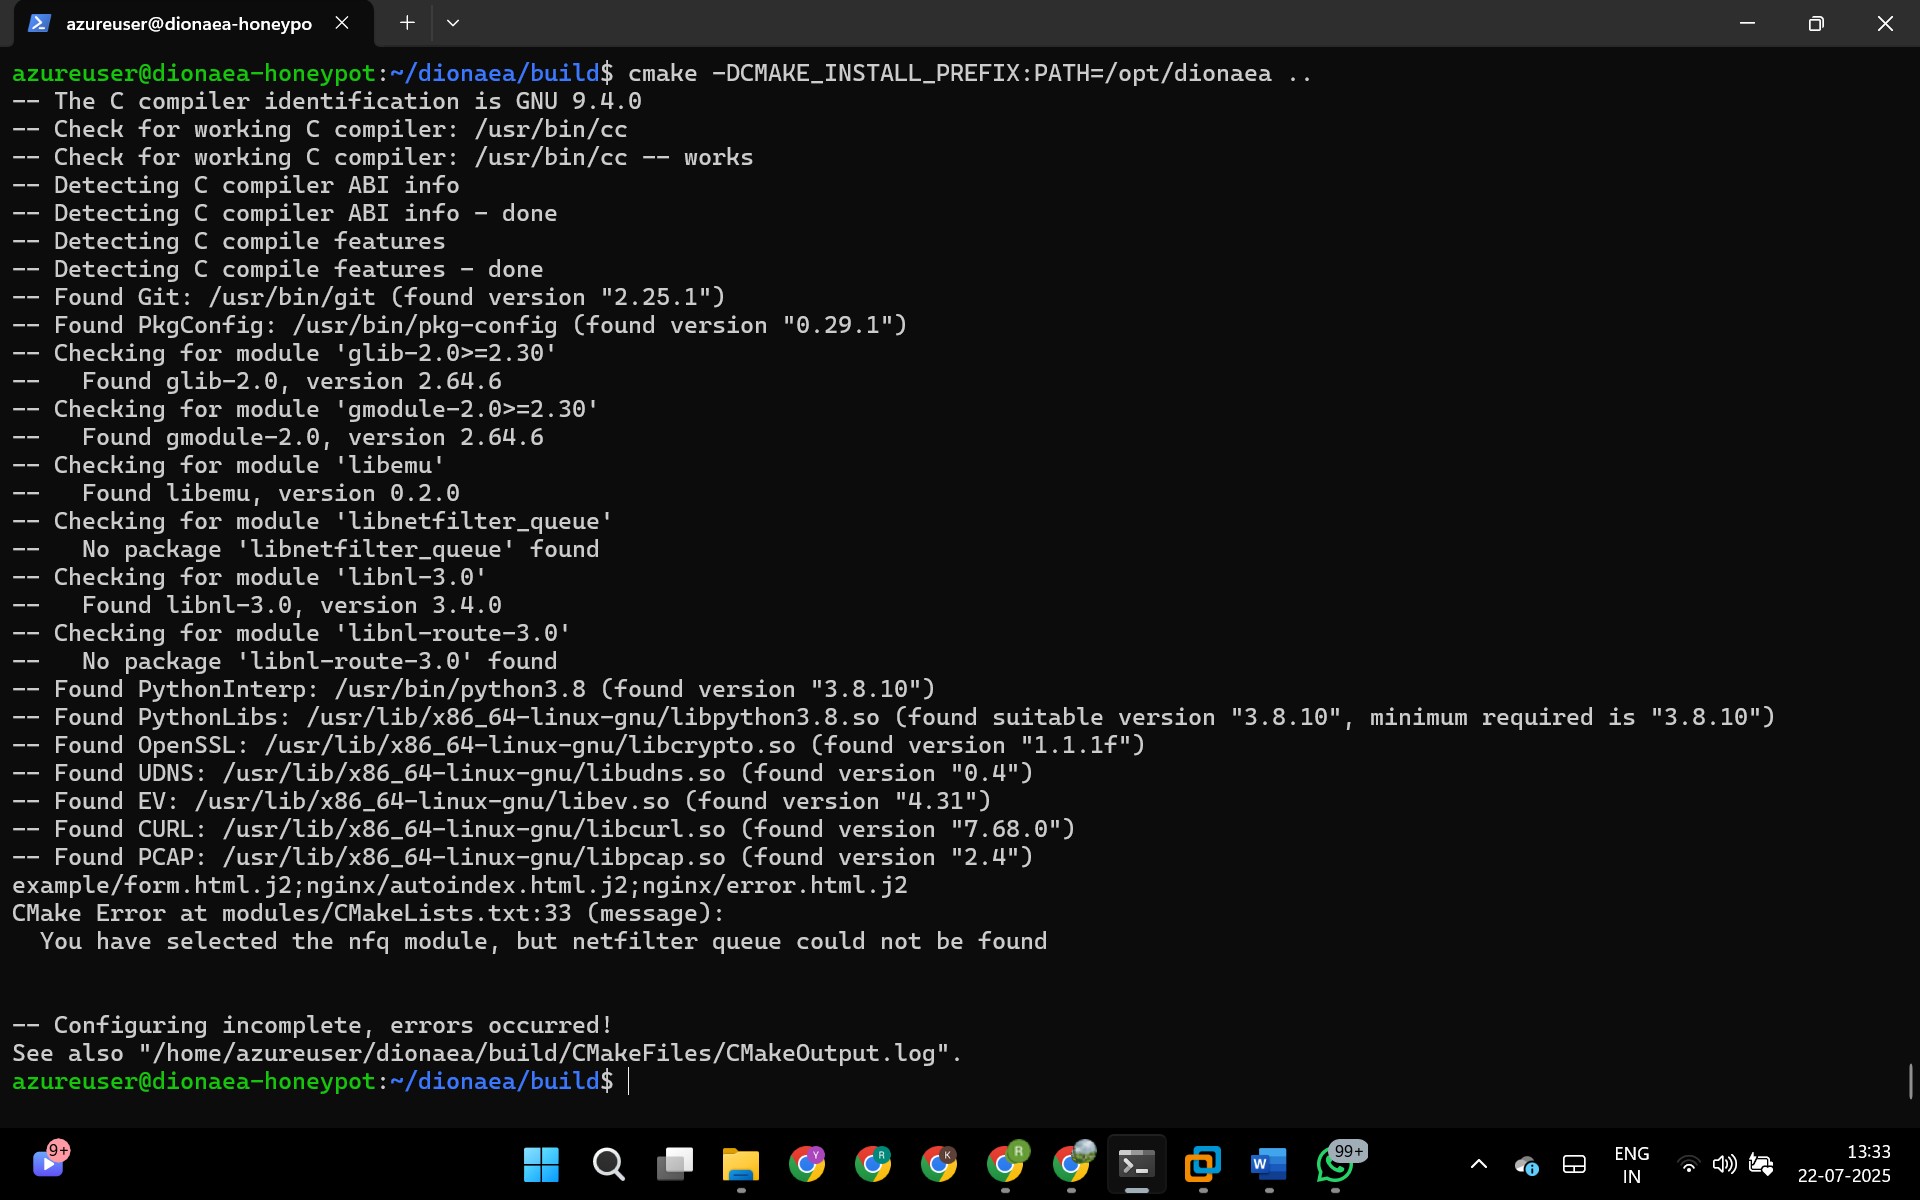 azureuser@dionaea-honeypo
azureuser@dionaea-honeypot:~/dionaea/build$ cmake -DCMAKE_INSTALL_PREFIX:PATH=/opt/dionaea ..
-- The C compiler identification is GNU 9.4.0
-- Check for working C compiler: /usr/bin/cc
-- Check for working C compiler: /usr/bin/cc -- works
-- Detecting C compiler ABI info
-- Detecting C compiler ABI info - done
-- Detecting C compile features
-- Detecting C compile features - done
-- Found Git: /usr/bin/git (found version "2.25.1")
-- Found PkgConfig: /usr/bin/pkg-config (found version "0.29.1")
-- Checking for module 'glib-2.0>=2.30'
--   Found glib-2.0, version 2.64.6
-- Checking for module 'gmodule-2.0>=2.30'
--   Found gmodule-2.0, version 2.64.6
-- Checking for module 'libemu'
--   Found libemu, version 0.2.0
-- Checking for module 'libnetfilter_queue'
--   No package 'libnetfilter_queue' found
-- Checking for module 'libnl-3.0'
--   Found libnl-3.0, version 3.4.0
-- Checking for module 'libnl-route-3.0'
--   No package 'libnl-route-3.0' found
-- Found PythonInterp: /usr/bin/python3.8 (found version "3.8.10")
-- Found PythonLibs: /usr/lib/x86_64-linux-gnu/libpython3.8.so (found suitable version "3.8.10", minimum required is "3.8.10")
-- Found OpenSSL: /usr/lib/x86_64-linux-gnu/libcrypto.so (found version "1.1.1f")
-- Found UDNS: /usr/lib/x86_64-linux-gnu/libudns.so (found version "0.4")
-- Found EV: /usr/lib/x86_64-linux-gnu/libev.so (found version "4.31")
-- Found CURL: /usr/lib/x86_64-linux-gnu/libcurl.so (found version "7.68.0")
-- Found PCAP: /usr/lib/x86_64-linux-gnu/libpcap.so (found version "2.4")
example/form.html.j2;nginx/autoindex.html.j2;nginx/error.html.j2
CMake Error at modules/CMakeLists.txt:33 (message):
  You have selected the nfq module, but netfilter queue could not be found
-- Configuring incomplete, errors occurred!
See also "/home/azureuser/dionaea/build/CMakeFiles/CMakeOutput.log".
azureuser@dionaea-honeypot:~/dionaea/build$
9+
Y
R
K
R
W
99+
ENG
IN
13:33
22-07-2025